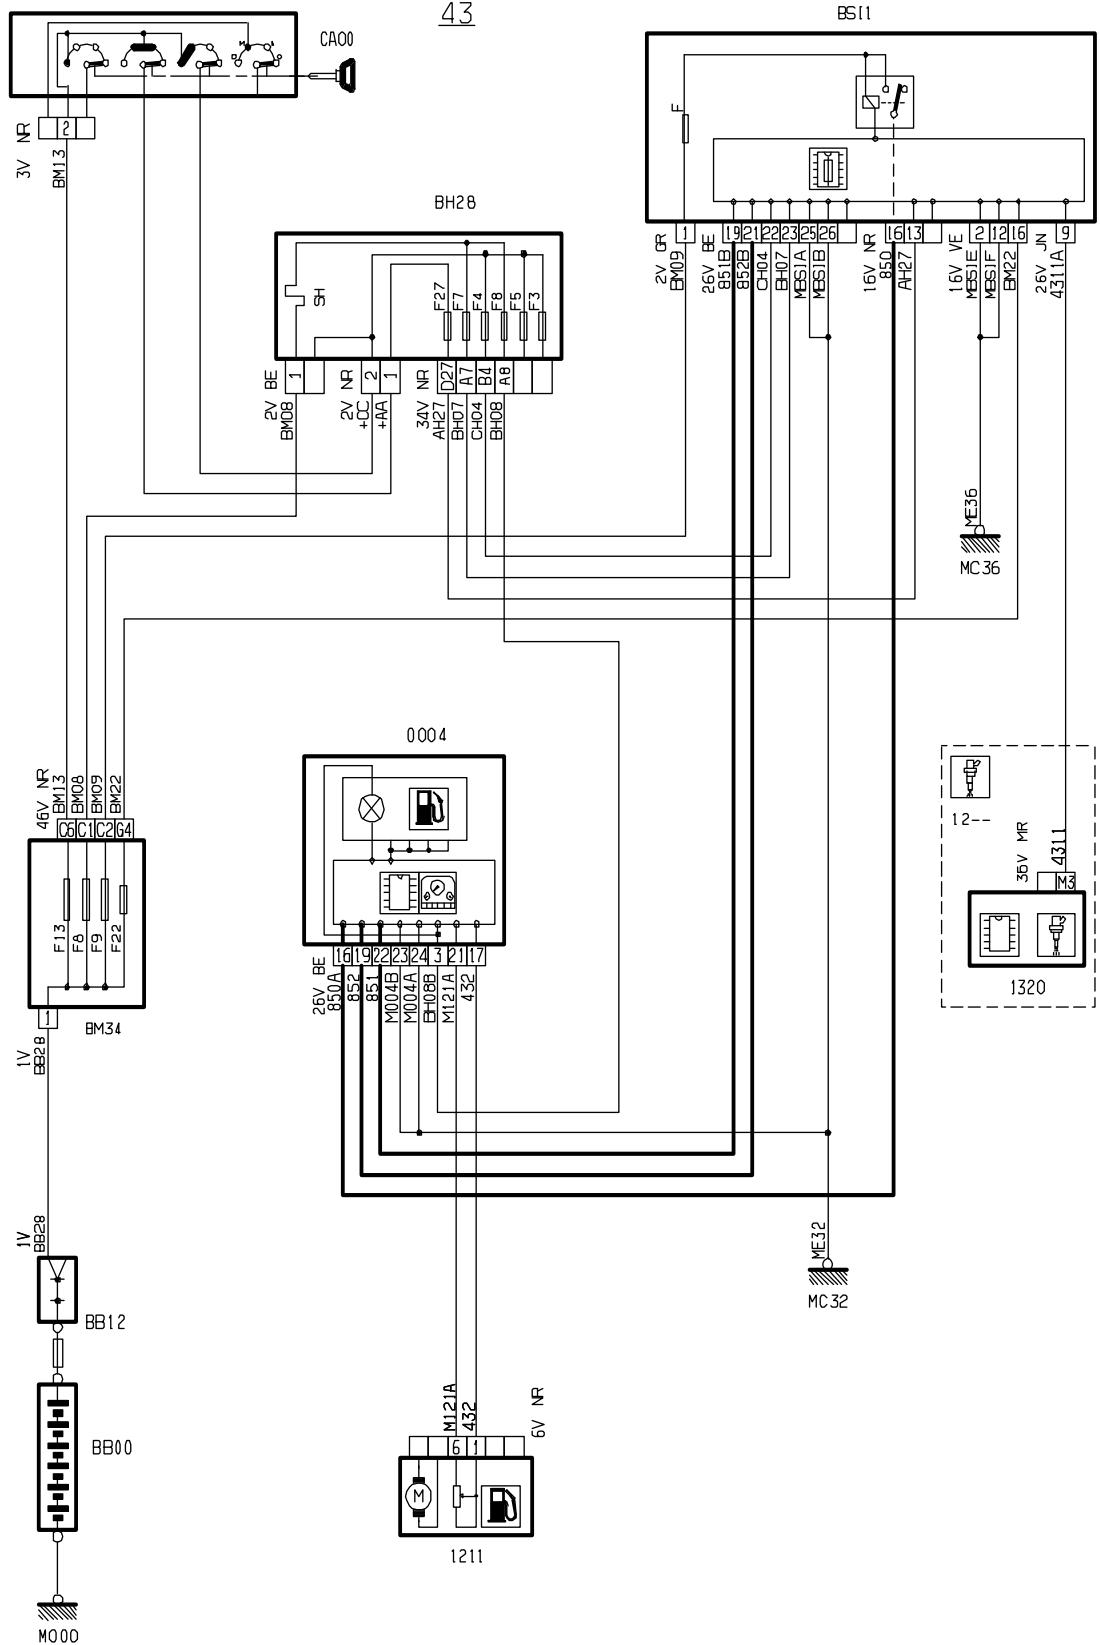 43
CA00
2
3V NR
BM13
BSI1
F
1
19
21
22
23
25
26
16
13
2
12
16
9
2V GR
BM09
26V BE
851B
852B
CH04
BH07
MBSIA
MBSIB
16V NR
850
AH27
16V VE
MBSIE
MBSIF
BM22
26V JN
4311A
BH28
SH
F27
F7
F4
F8
F5
F3
1
2
1
D27
A7
B4
A8
2V BE
BM08
2V NR
+CC
+AA
34V NR
AH27
BH07
CH04
BH08
ME36
MC36
0004
16
19
22
23
24
3
21
17
26V BE
850A
852
851
M004B
M004A
BH08B
M121A
432
46V NR
BM13
BM08
BM09
BM22
C6
C1
C2
G4
F13
F8
F9
F22
1
BM34
1V
BB28
12--
36V MR
4311
M3
1320
1V
BB28
BB12
BB00
M000
ME32
MC32
M121A
432
6V NR
6
1
M
1211